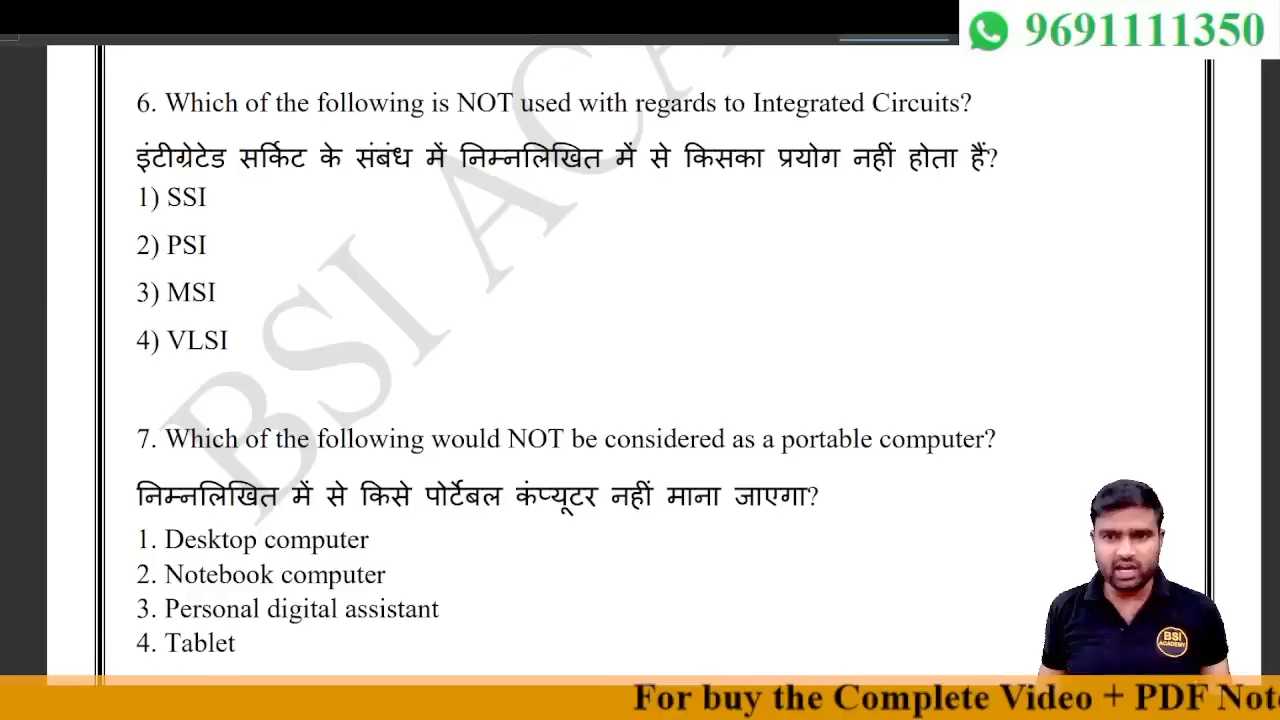 9691111350
6. Which of the following is NOT used with regards to Integrated Circuits?
इंटीग्रेटेड सर्किट के संबंध में निम्नलिखित में से किसका प्रयोग नहीं होता हैं?
1) SSI
2) PSI
3) MSI
4) VLSI
BSI ACA
7. Which of the following would NOT be considered as a portable computer?
निम्नलिखित में से किसे पोर्टेबल कंप्यूटर नहीं माना जाएगा?
1. Desktop computer
2. Notebook computer
3. Personal digital assistant
4. Tablet
BSI
ACADEMY
For buy the Complete Video + PDF Note